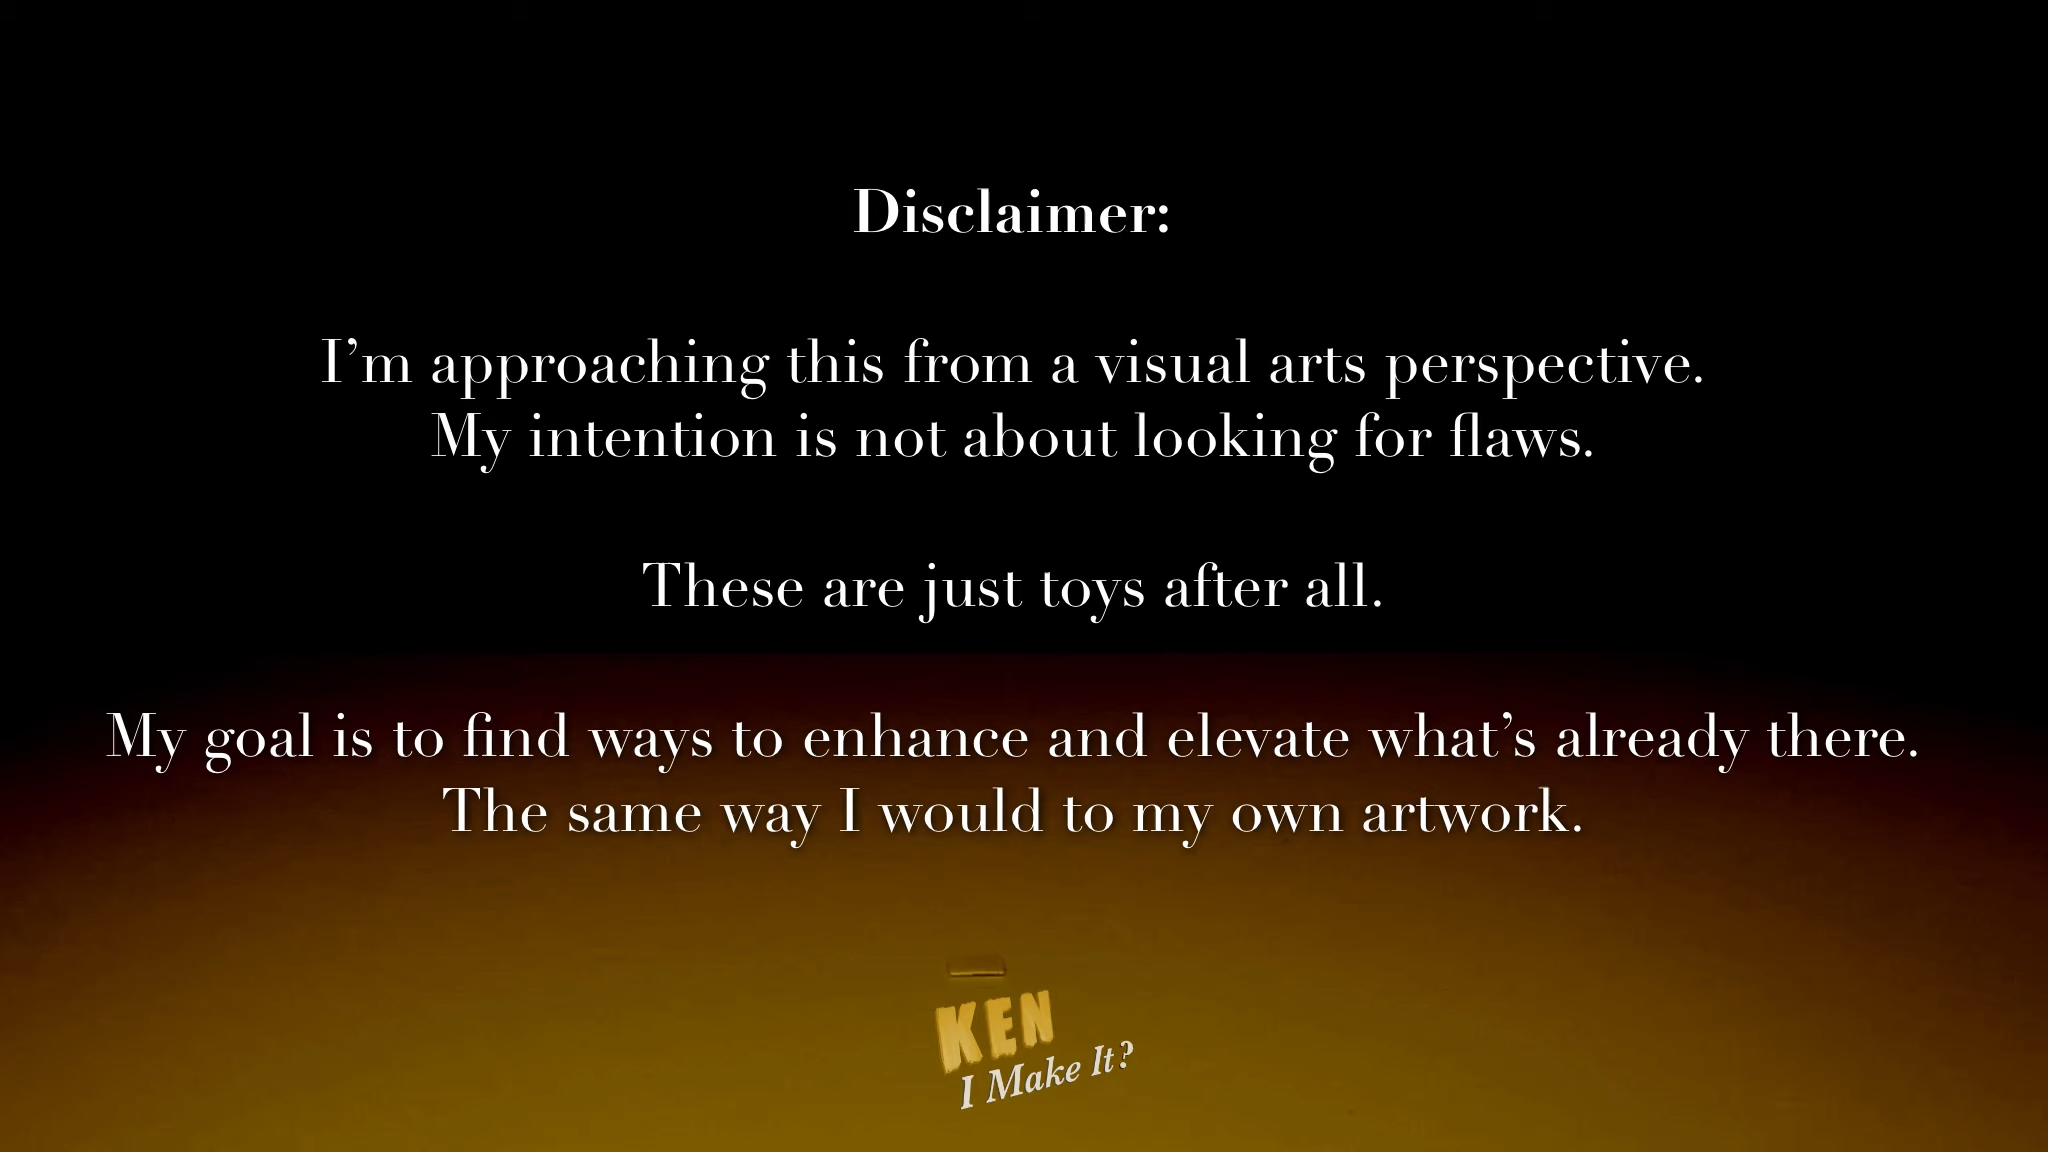 Disclaimer:
I’m approaching this from a visual arts perspective.
My intention is not about looking for flaws.
These are just toys after all.
My goal is to find ways to enhance and elevate what’s already there.
The same way I would to my own artwork.
KEN
I Make It?